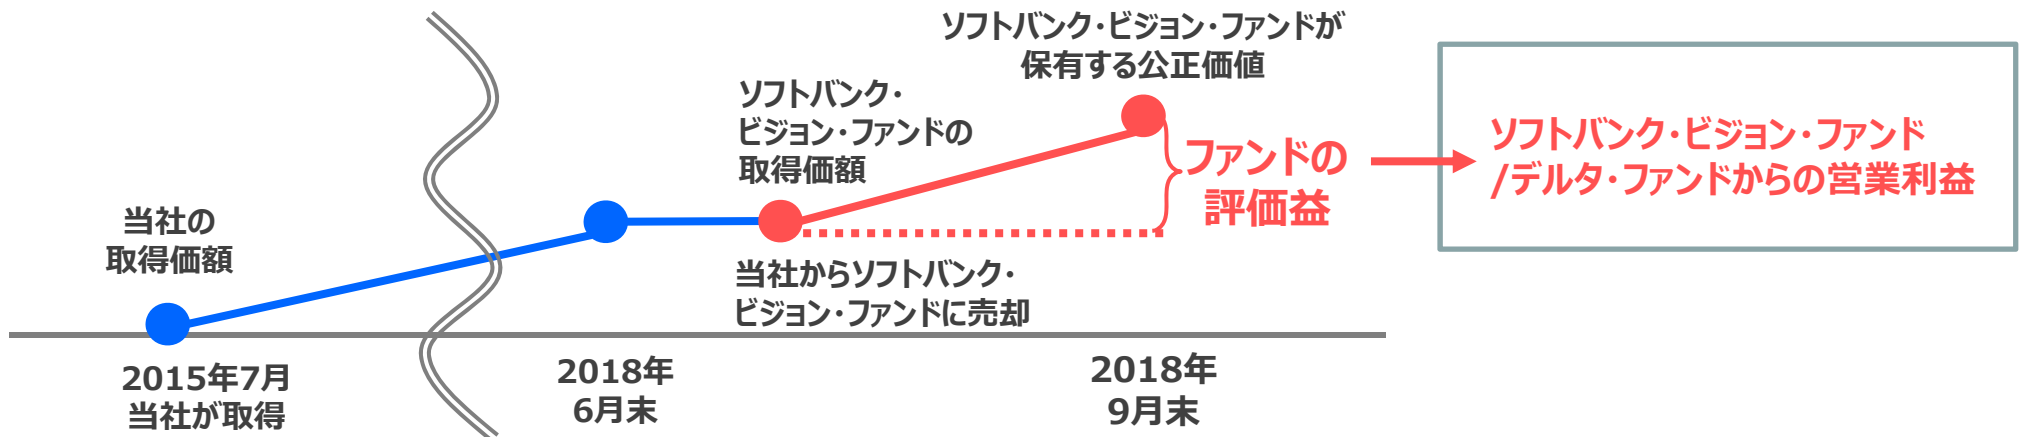 ソフトバンク・ビジョン・ファンドが
保有する公正価値
ソフトバンク・
ビジョン・ファンドの
取得価額
ファンドの
評価益
ソフトバンク・ビジョン・ファンド
/デルタ・ファンドからの営業利益
当社の
取得価額
当社からソフトバンク・
ビジョン・ファンドに売却
2015年7月
当社が取得
2018年
6月末
2018年
9月末